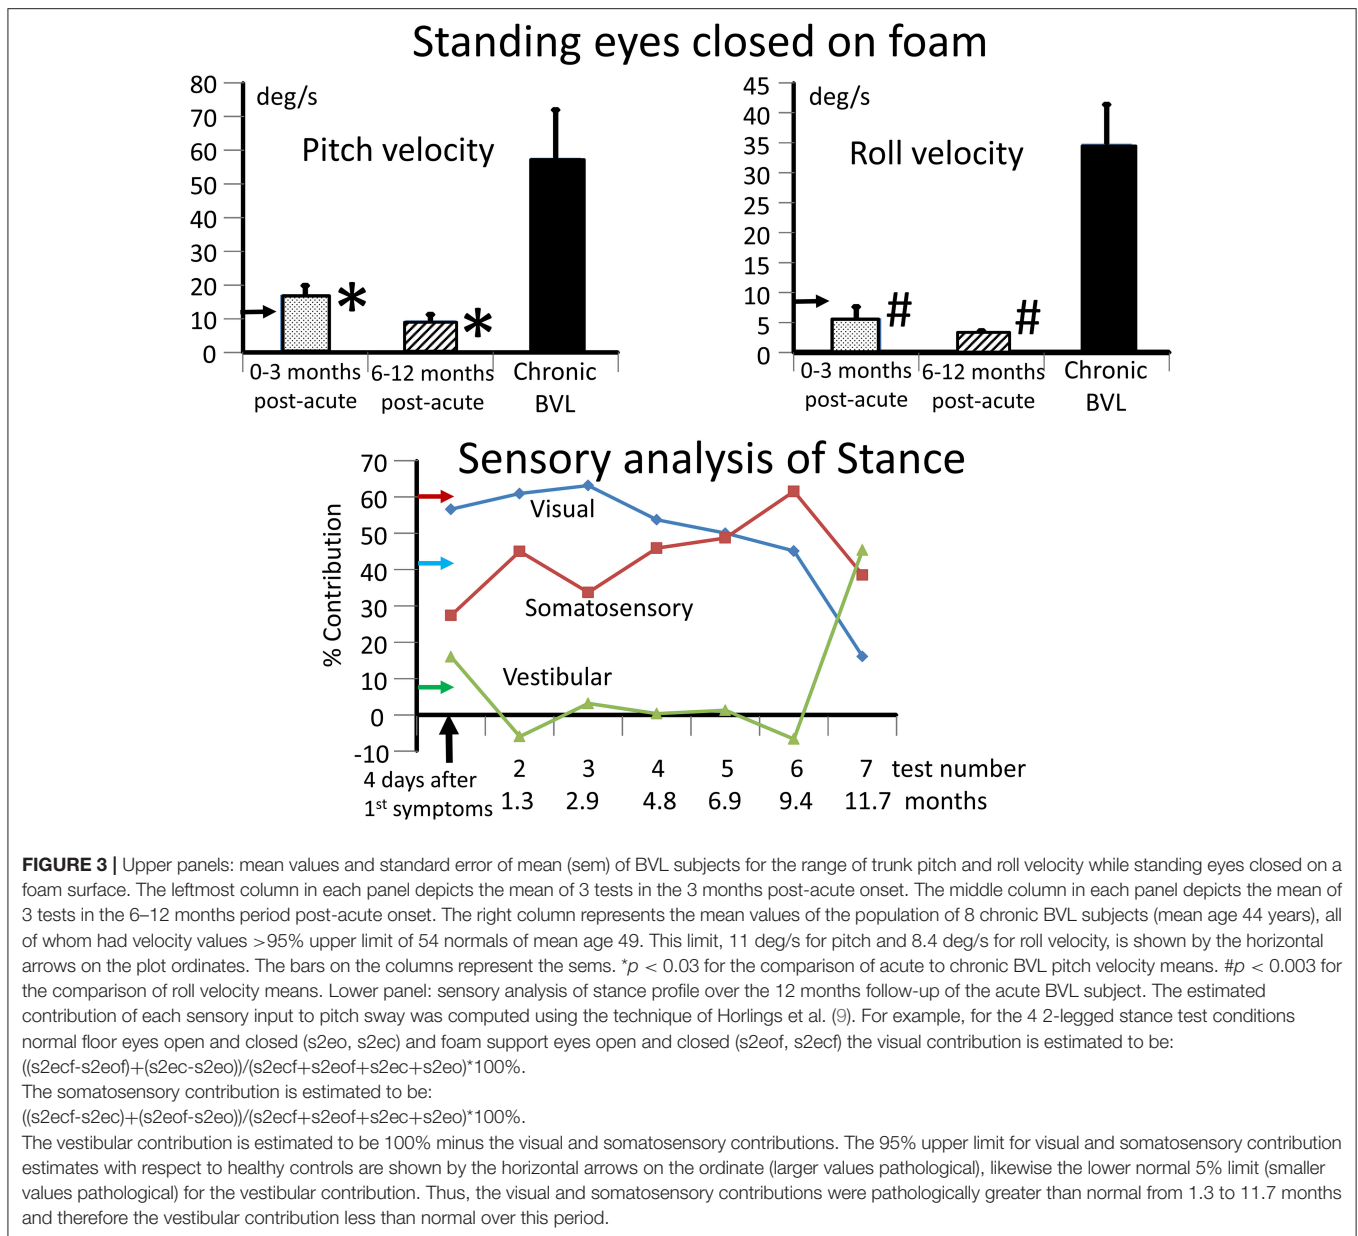 Standing eyes closed on foam
80
70
60
50
40
30
20
10
0
deg/s
Pitch velocity
*
*
0-3 months
post-acute
6-12 months
post-acute
Chronic
BVL
45
40
35
30
25
20
15
10
5
0
deg/s
Roll velocity
#
#
0-3 months
post-acute
6-12 months
post-acute
Chronic
BVL
Sensory analysis of Stance
% Contribution
70
60
50
40
30
20
10
0
-10
Visual
Somatosensory
Vestibular
4 days after
1st symptoms
2 3 4 5 6 7 test number
1.3 2.9 4.8 6.9 9.4 11.7 months
FIGURE 3 | Upper panels: mean values and standard error of mean (sem) of BVL subjects for the range of trunk pitch and roll velocity while standing eyes closed on a
foam surface. The leftmost column in each panel depicts the mean of 3 tests in the 3 months post-acute onset. The middle column in each panel depicts the mean of
3 tests in the 6–12 months period post-acute onset. The right column represents the mean values of the population of 8 chronic BVL subjects (mean age 44 years), all
of whom had velocity values >95% upper limit of 54 normals of mean age 49. This limit, 11 deg/s for pitch and 8.4 deg/s for roll velocity, is shown by the horizontal
arrows on the plot ordinates. The bars on the columns represent the sems. *p < 0.03 for the comparison of acute to chronic BVL pitch velocity means. #p < 0.003 for
the comparison of roll velocity means. Lower panel: sensory analysis of stance profile over the 12 months follow-up of the acute BVL subject. The estimated
contribution of each sensory input to pitch sway was computed using the technique of Horlings et al. (9). For example, for the 4 2-legged stance test conditions
normal floor eyes open and closed (s2eo, s2ec) and foam support eyes open and closed (s2eof, s2ecf) the visual contribution is estimated to be:
((s2ecf-s2eof)+(s2ec-s2eo))/(s2ecf+s2eof+s2ec+s2eo)*100%.
The somatosensory contribution is estimated to be:
((s2ecf-s2ec)+(s2eof-s2eo))/(s2ecf+s2eof+s2ec+s2eo)*100%.
The vestibular contribution is estimated to be 100% minus the visual and somatosensory contributions. The 95% upper limit for visual and somatosensory contribution
estimates with respect to healthy controls are shown by the horizontal arrows on the ordinate (larger values pathological), likewise the lower normal 5% limit (smaller
values pathological) for the vestibular contribution. Thus, the visual and somatosensory contributions were pathologically greater than normal from 1.3 to 11.7 months
and therefore the vestibular contribution less than normal over this period.